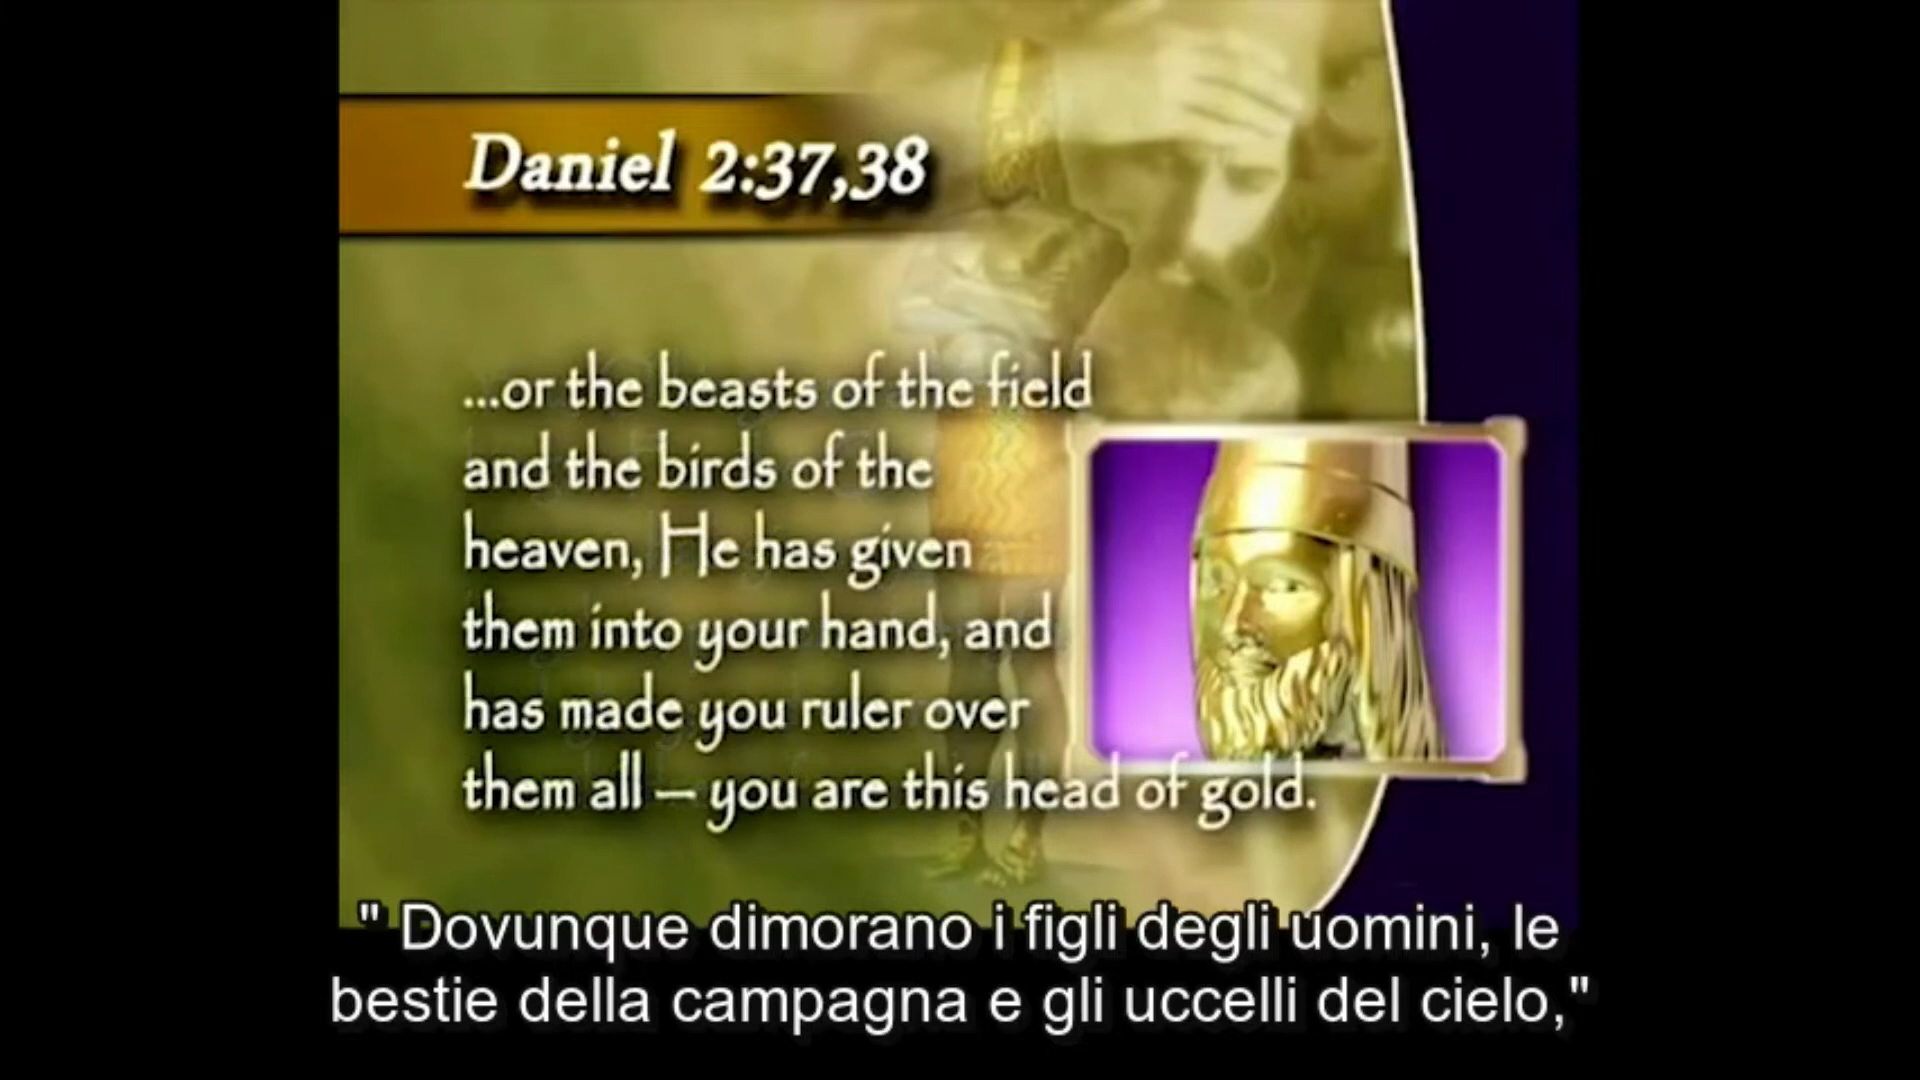 Daniel 2:37,38
...or the beasts of the field
and the birds of the
heaven, He has given
them into your hand, and
has made you ruler over
them all – you are this head of gold.
" Dovunque dimorano i figli degli uomini, le
bestie della campagna e gli uccelli del cielo,"